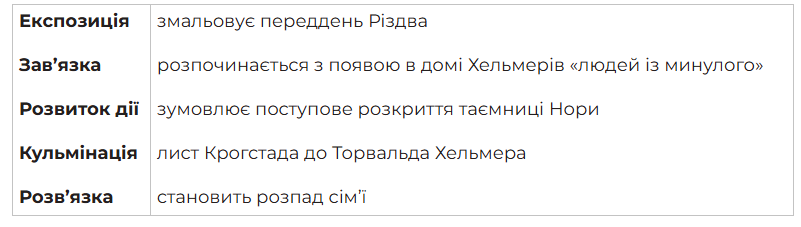 Експозиція змальовує переддень Різдва
Зав’язка розпочинається з появою в домі Хельмерів «людей із минулого»
Розвиток дії зумовлює поступове розкриття таємниці Нори
Кульмінація лист Крогстада до Торвальда Хельмера
Розв’язка становить розпад сім’ї